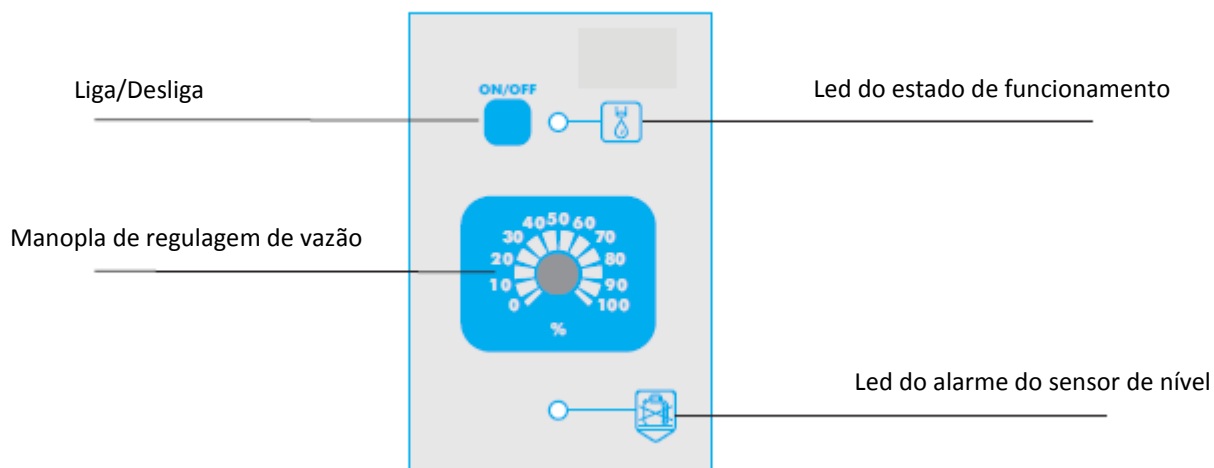 Liga/Desliga
ON/OFF
Led do estado de funcionamento
Manopla de regulagem de vazão
0 10 20 30 40 50 60 70 80 90 100
%
Led do alarme do sensor de nível